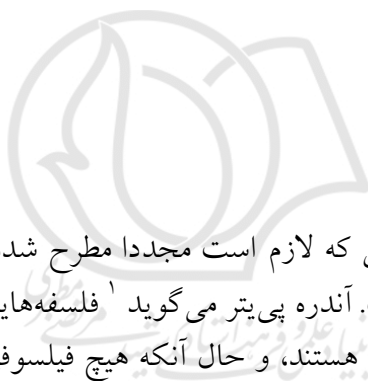 که لازم است مجددا مطرح شد
. آندره پی‌یتر می‌گوید ۱ فلسفه‌های
هستند، و حال آنکه هیچ فیلسوف